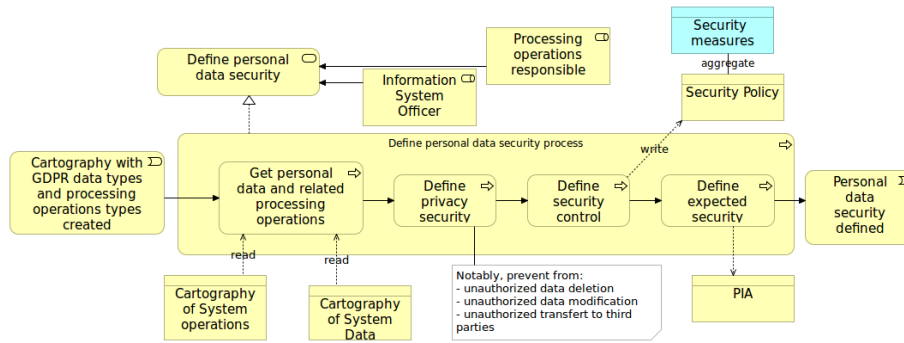 Security
measures
Processing
operations
responsible
Define personal
data security
aggregate
Information
System
Officer
Security Policy
Define personal data security process
write
Cartography with
GDPR data types
and processing
operations types
created
Get personal
data and related
processing
operations
Define
privacy
security
Define
security
control
Define
expected
security
Personal
data
security
defined
read
read
Notably, prevent from:
- unauthorized data deletion
- unauthorized data modification
- unauthorized transfert to third
parties
Cartography
of System
operations
Cartography
of System
Data
PIA